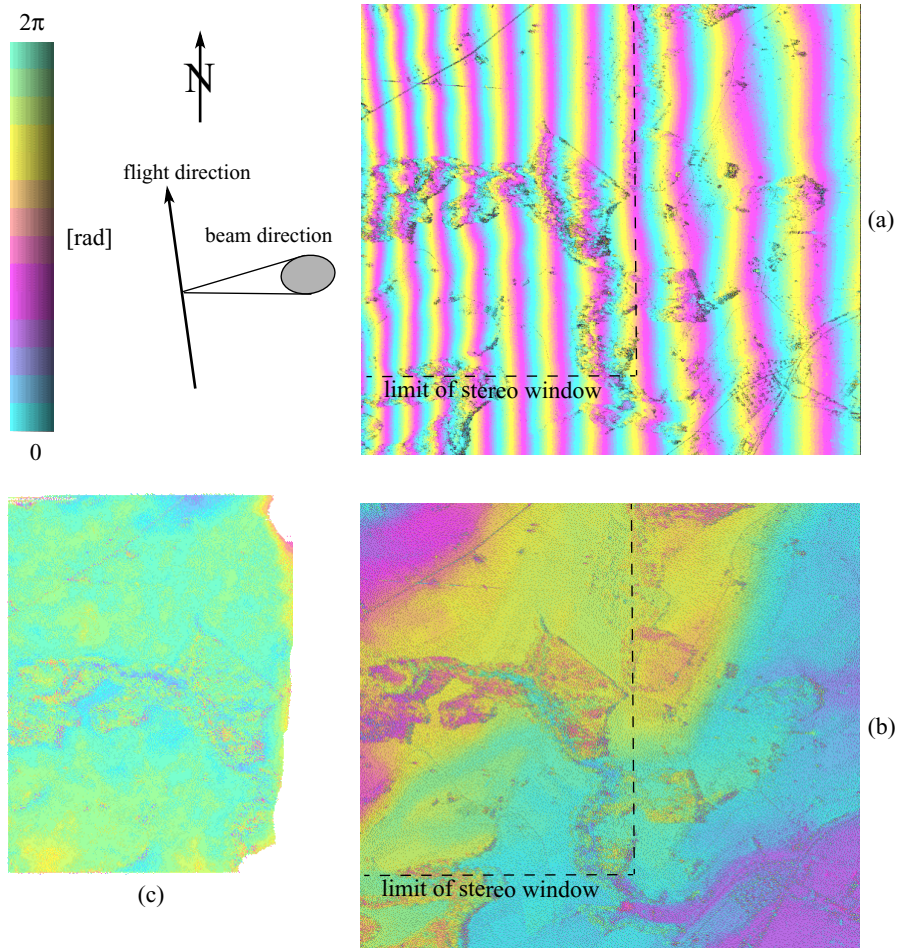 2π
N
flight direction
[rad]
beam direction
0
(a)
limit of stereo window
(b)
limit of stereo window
(c)